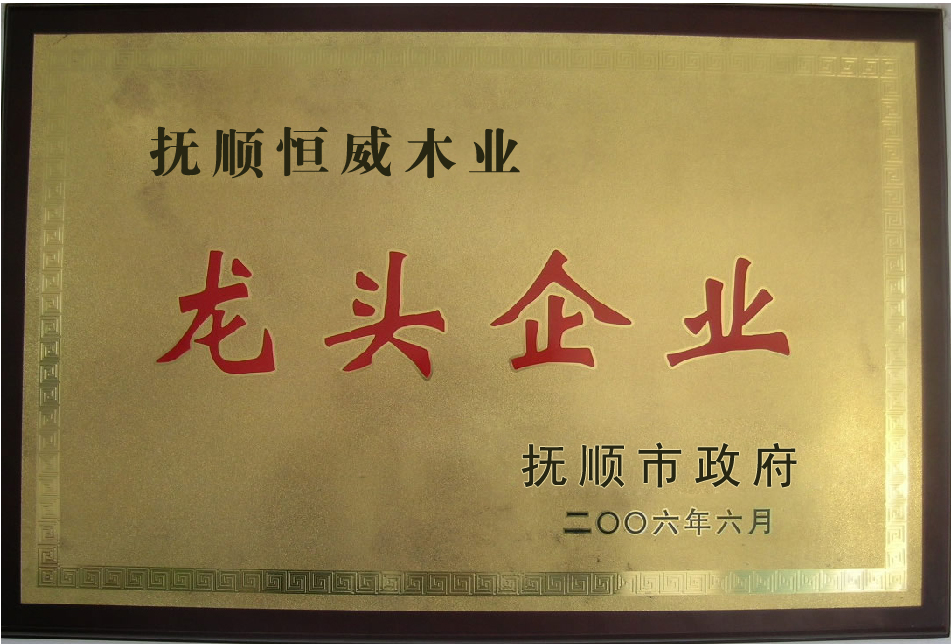 抚顺恒威木业
龙头企业
抚顺市政府
二〇〇六年六月